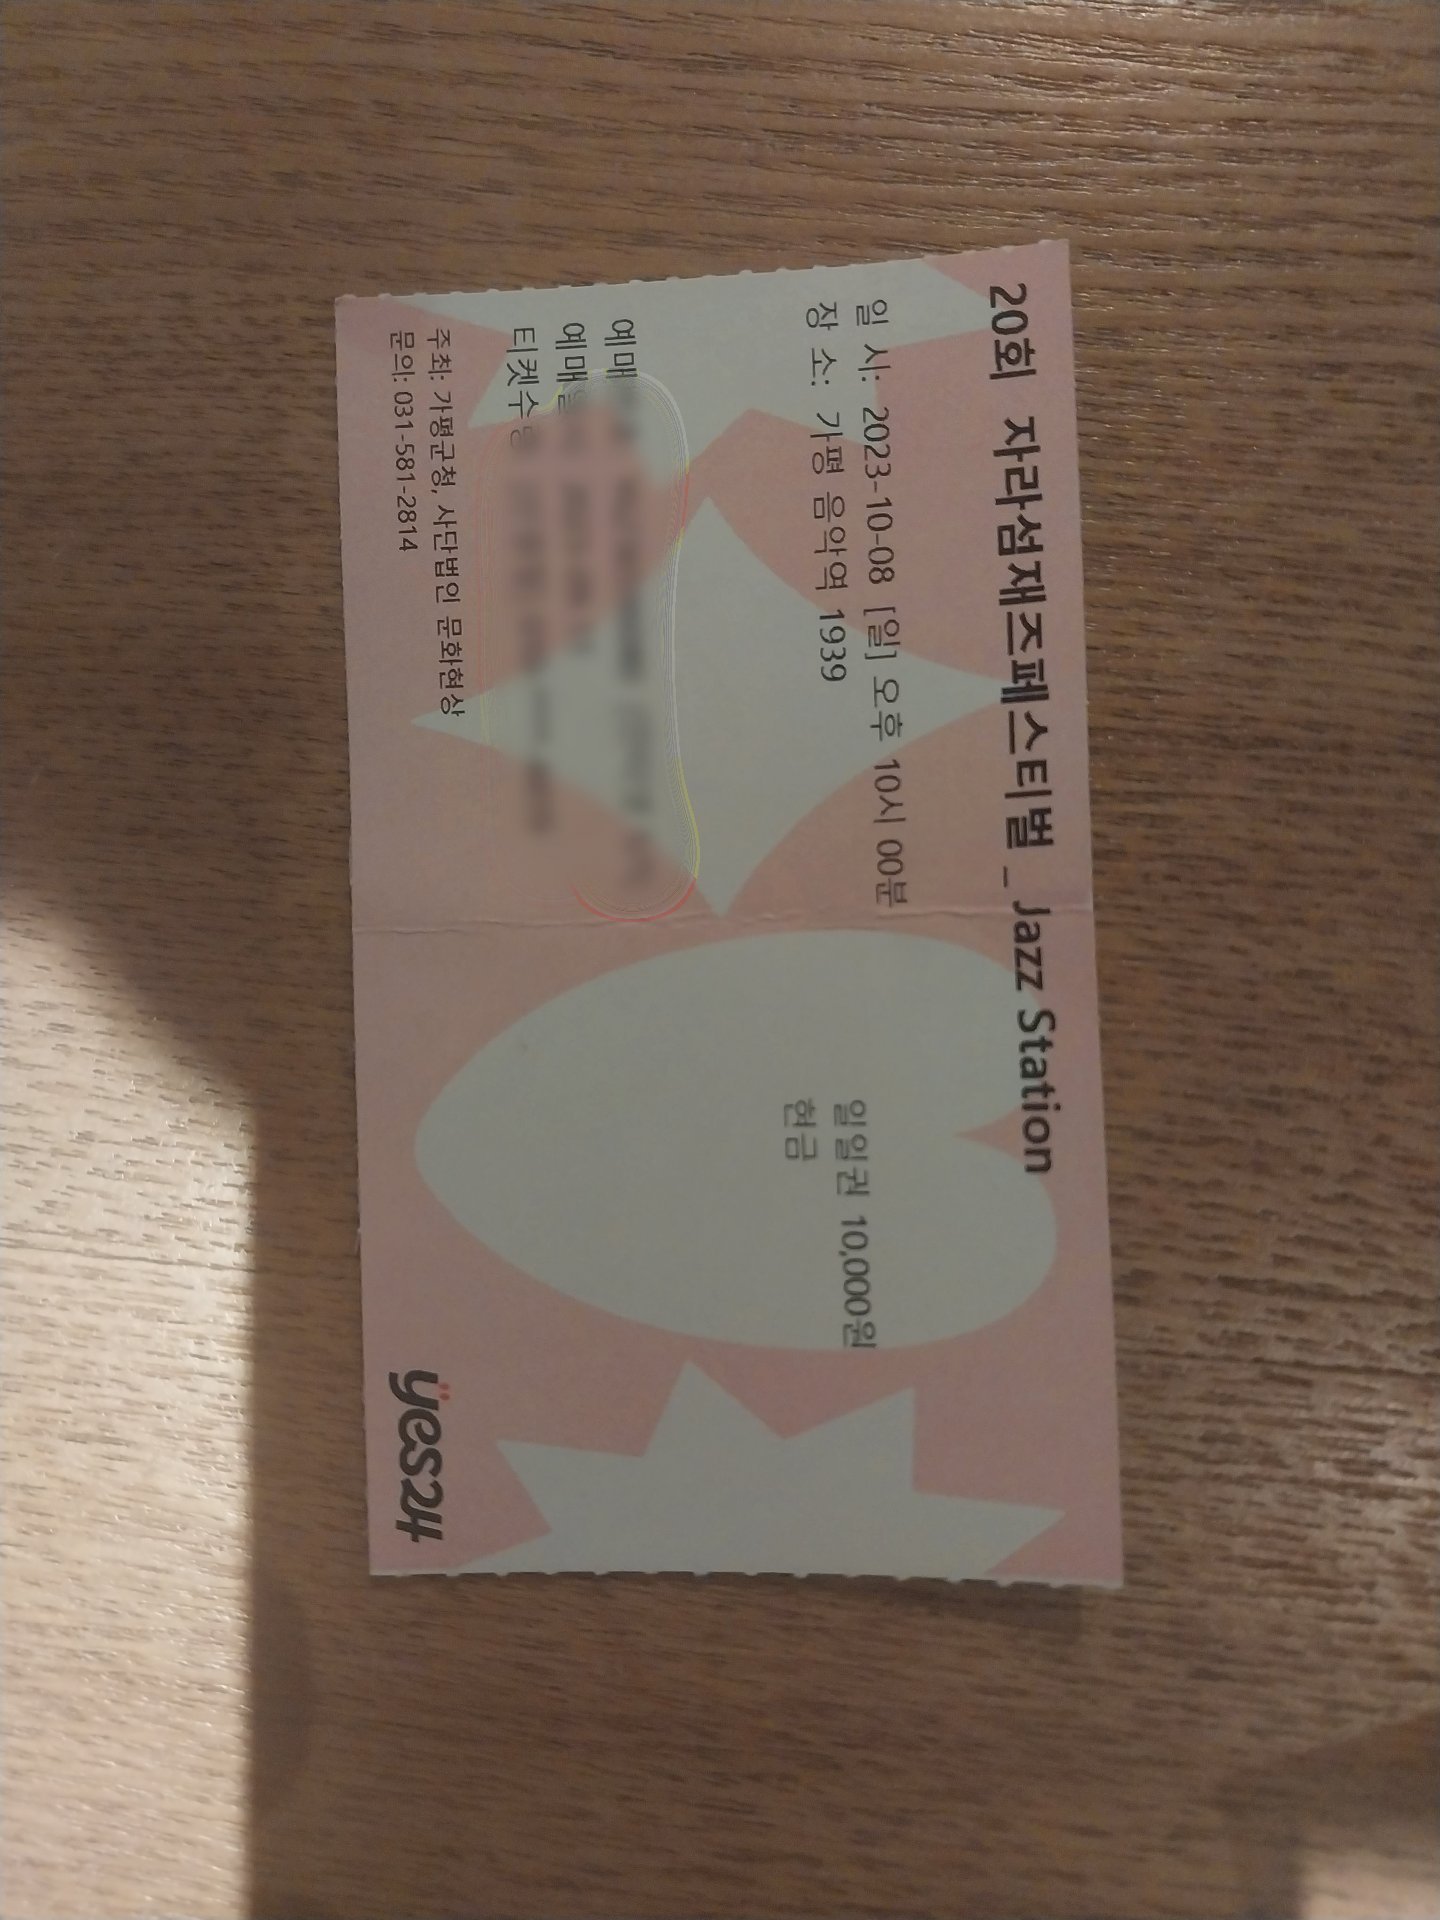 20회 자라섬재즈페스티벌 _ Jazz Station
일 시: 2023-10-08 [일] 오후 10시 00분
장 소: 가평 음악역 1939
일일권 10,000원
현금
예매
예매
티켓수
주최: 가평군청, 사단법인 문화현상
문의: 031-581-2814
yes24